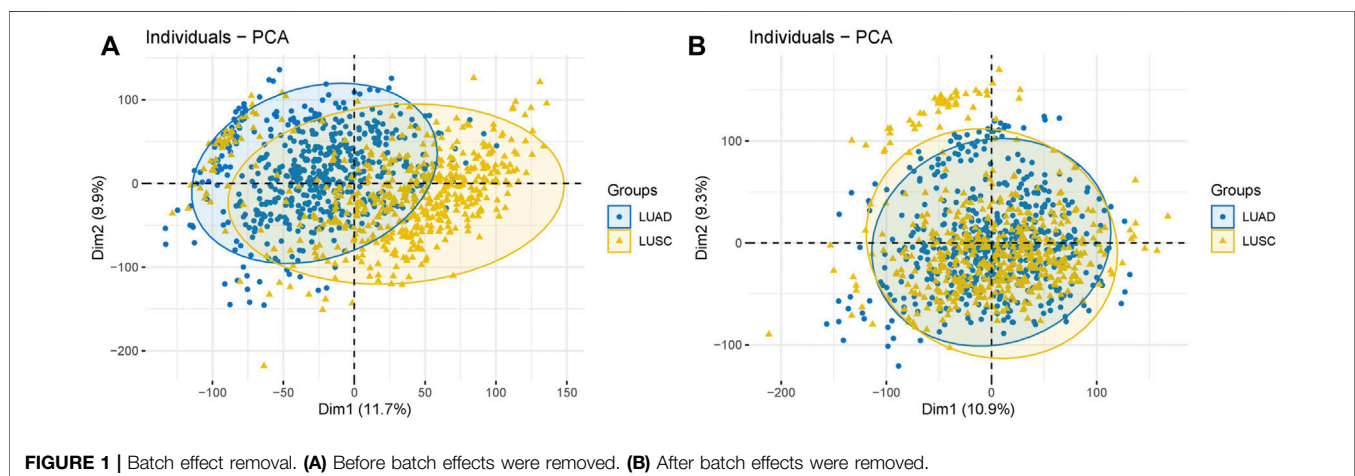 A
Individuals − PCA
100
0
−100
−200
Dim2 (9.9%)
−100
−50
0
50
100
150
Dim1 (11.7%)
Groups
LUAD
LUSC
B
Individuals − PCA
100
0
−100
Dim2 (9.3%)
−200
−100
0
100
Dim1 (10.9%)
Groups
LUAD
LUSC
FIGURE 1 | Batch effect removal. (A) Before batch effects were removed. (B) After batch effects were removed.